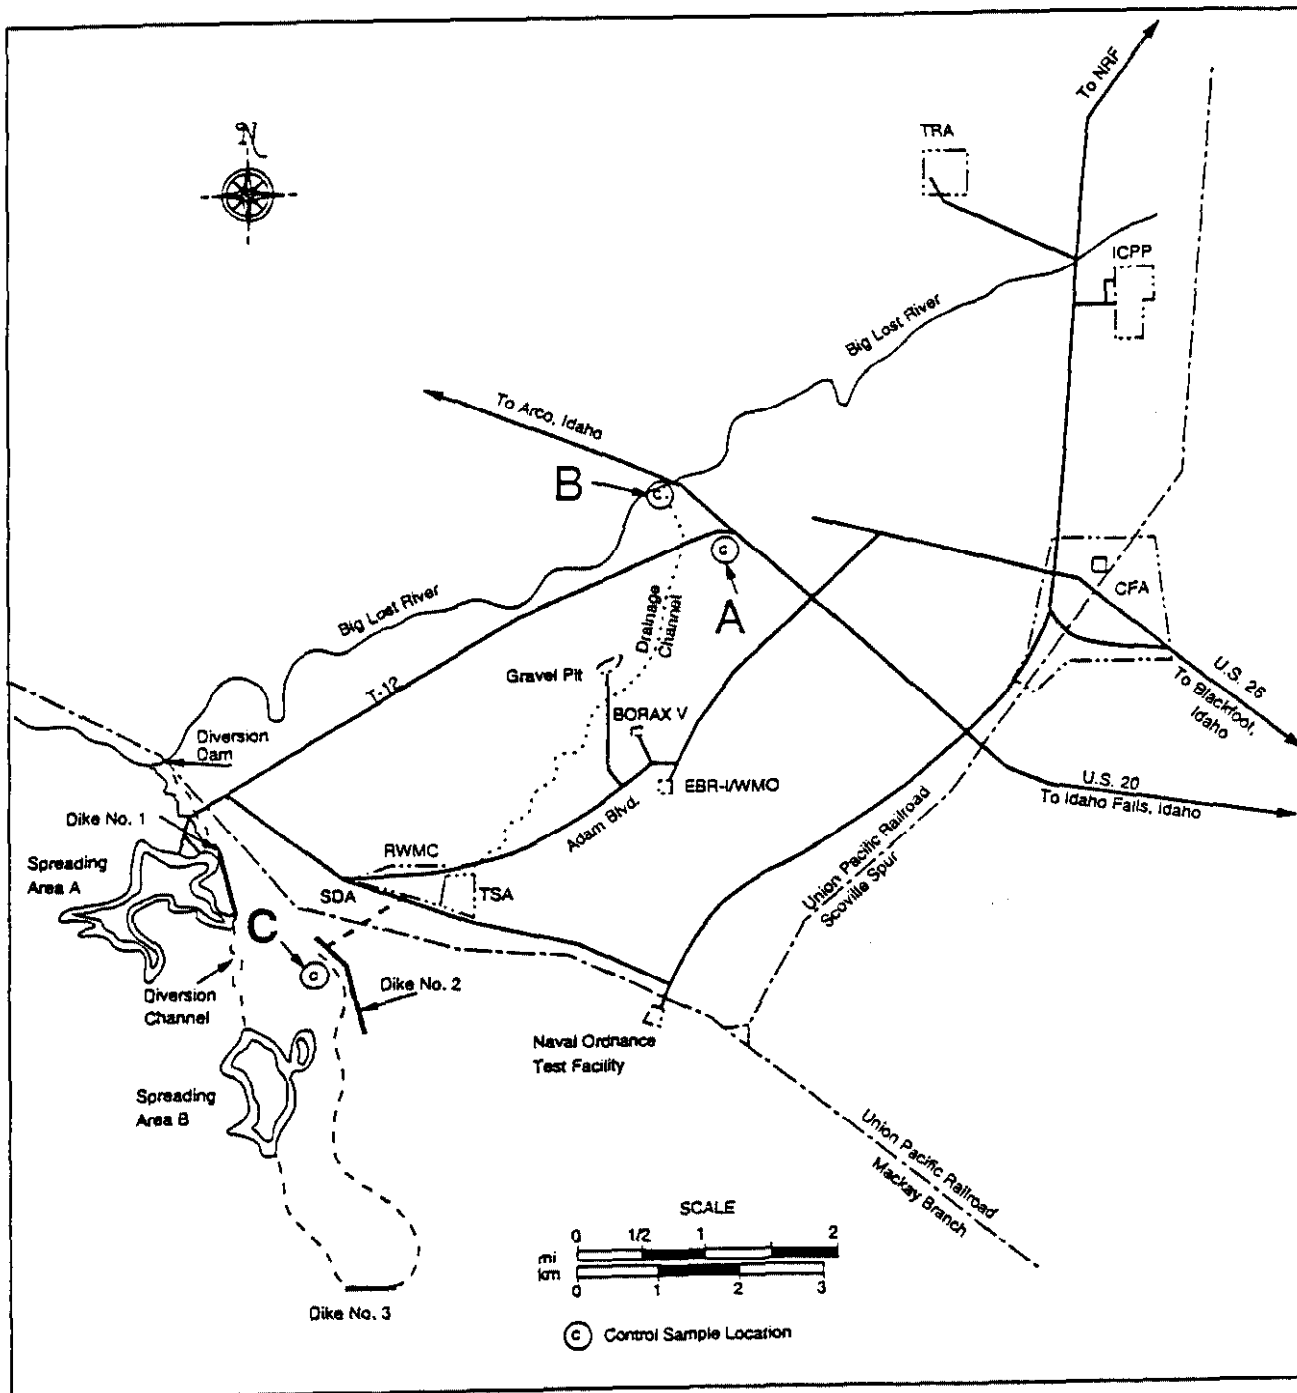 N
To NRF
TRA
ICPP
Big Lost River
To Arco, Idaho
B
C
C
A
CFA
Drainage
Channel
Big Lost River
Gravel Pit
T-12
BORAX V
U.S. 26
To Blackfoot,
Idaho
Diversion
Dam
EBR-I/WMO
U.S. 20
To Idaho Falls, Idaho
Adam Blvd.
Dike No. 1
Union Pacific Railroad
Scoville Spur
RWMC
Spreading
Area A
SDA
TSA
C
C
Dike No. 2
Diversion
Channel
Naval Ordnance
Test Facility
Spreading
Area B
Union Pacific Railroad
Mackay Branch
SCALE
0 1/2 1 2
mi
km
0 1 2 3
Dike No. 3
C Control Sample Location